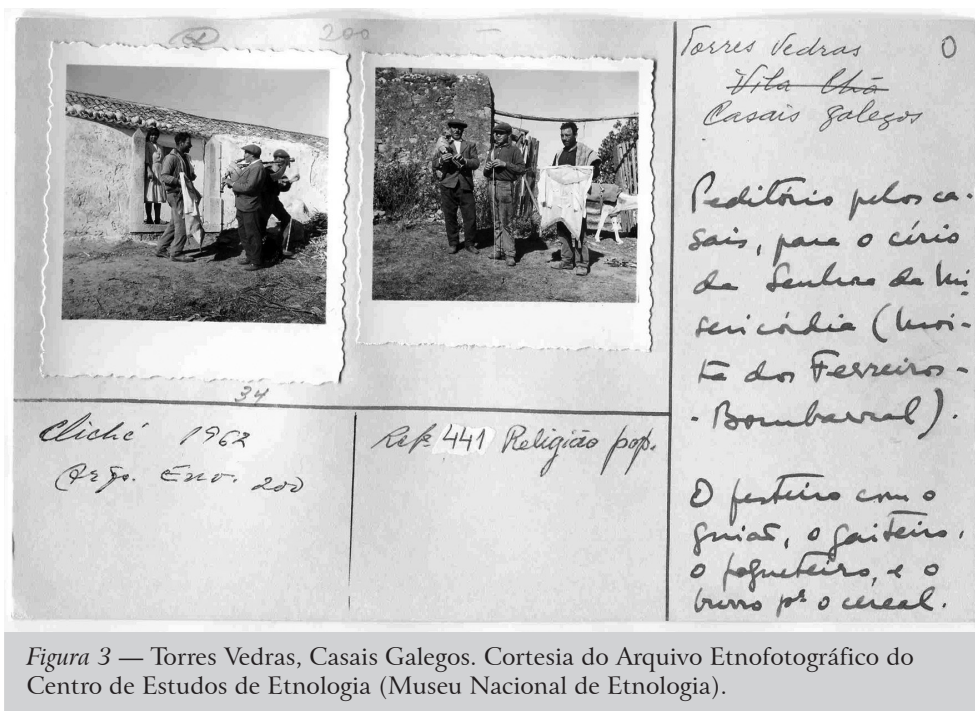 200
Torres Vedras
O
Vila Chã
Casais galegos
Peditório pelos ca-
sais, para o círio
da Senhora da Mi-
sericórdia (Moi-
ta dos Ferreiros-
- Bombarral).
O festeiro com o
guião, o gaiteiro,
o fogueteiro, e o
burro pª o cereal.
34
Cliché 1962
Arqo. Env. 200
Refª 441 Religião pop.
Figura 3 — Torres Vedras, Casais Galegos. Cortesia do Arquivo Etnofotográfico do
Centro de Estudos de Etnologia (Museu Nacional de Etnologia).